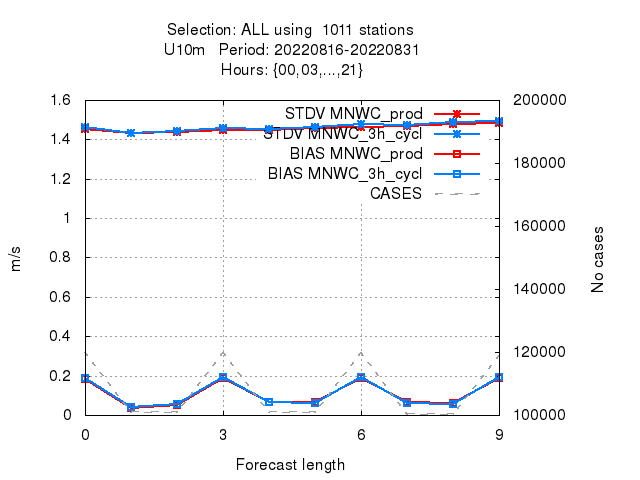 Selection: ALL using  1011 stations
U10m   Period: 20220816-20220831
Hours: {00,03,...,21}
1.6
1.4
1.2
1
0.8
0.6
0.4
0.2
0
200000
180000
160000
140000
120000
100000
STDV MNWC_prod
STDV MNWC_3h_cycl
BIAS MNWC_prod
BIAS MNWC_3h_cycl
CASES
m/s
No cases
0
3
6
9
Forecast length